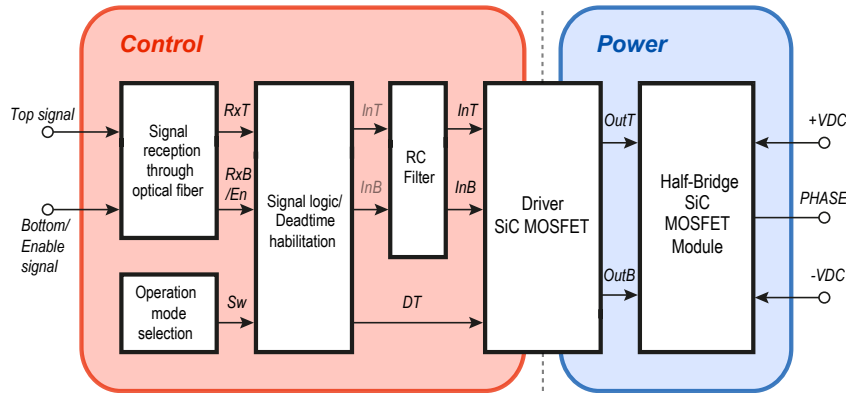 Control
Power
Top signal
Bottom/
Enable
signal
Signal
reception
through
optical fiber
Operation
mode
selection
RxT
RxB
/En
Sw
Signal logic/
Deadtime
habilitation
InT
InB
DT
RC
Filter
InT
InB
Driver
SiC MOSFET
OutT
OutB
Half-Bridge
SiC
MOSFET
Module
+VDC
PHASE
-VDC